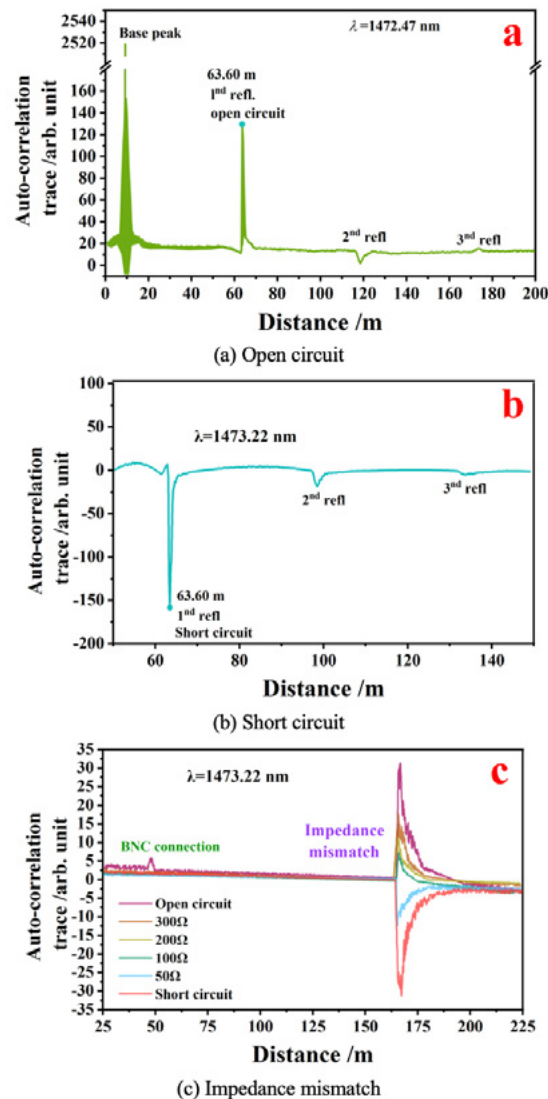 a
λ=1472.47 nm
Base peak
63.60 m
1ⁿᵈ refl.
open circuit
2ⁿᵈ refl
3ⁿᵈ refl
Auto-correlation
trace /arb. unit
2540
2520
160
140
120
100
80
60
40
20
0
0 20 40 60 80 100 120 140 160 180 200
Distance /m
(a) Open circuit
b
λ=1473.22 nm
2ⁿᵈ refl
3ⁿᵈ refl
63.60 m
1ⁿᵈ refl
Short circuit
Auto-correlation
trace /arb. unit
100
50
0
-50
-100
-150
-200
60 80 100 120 140
Distance /m
(b) Short circuit
c
λ=1473.22 nm
BNC connection
Impedance
mismatch
Open circuit
300Ω
200Ω
100Ω
50Ω
Short circuit
Auto-correlation
trace /arb. unit
35
30
25
20
15
10
5
0
-5
-10
-15
-20
-25
-30
-35
25 50 75 100 125 150 175 200 225
Distance /m
(c) Impedance mismatch